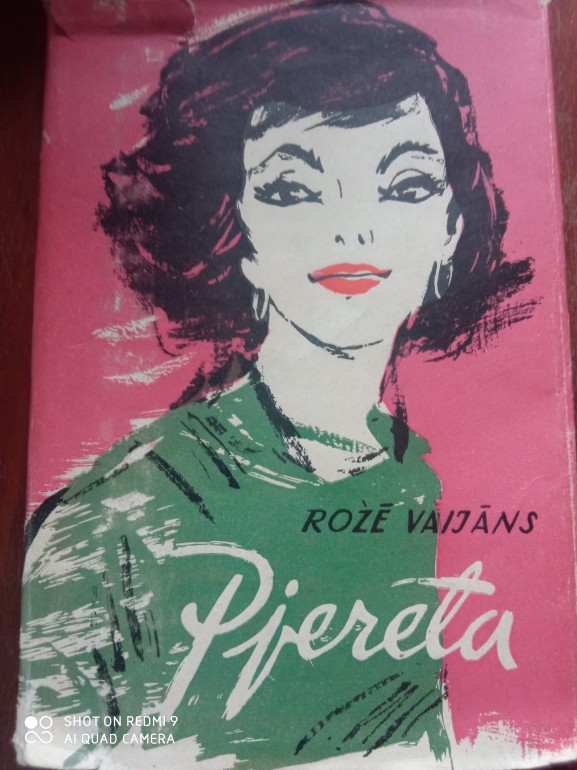 ROŽĒ VAIJĀNS
Pjereta
SHOT ON REDMI 9
AI QUAD CAMERA